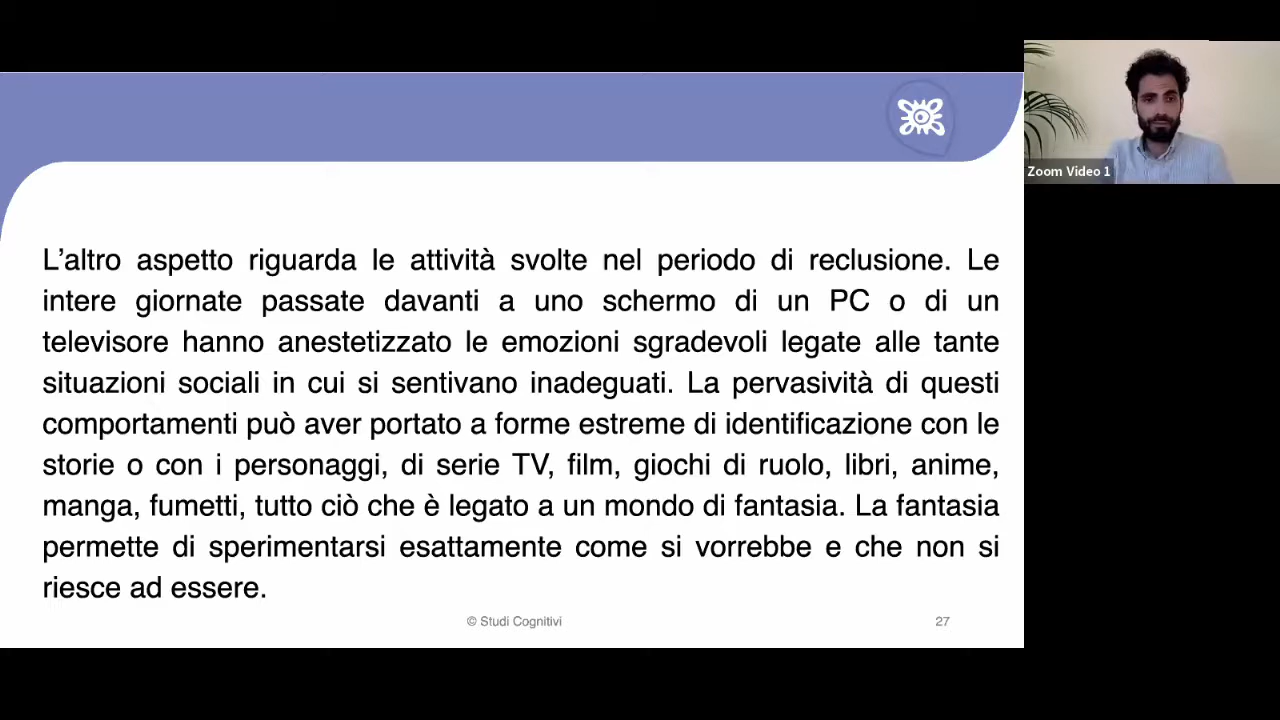 Zoom Video 1
L’altro aspetto riguarda le attività svolte nel periodo di reclusione. Le
intere giornate passate davanti a uno schermo di un PC o di un
televisore hanno anestetizzato le emozioni sgradevoli legate alle tante
situazioni sociali in cui si sentivano inadeguati. La pervasività di questi
comportamenti può aver portato a forme estreme di identificazione con le
storie o con i personaggi, di serie TV, film, giochi di ruolo, libri, anime,
manga, fumetti, tutto ciò che è legato a un mondo di fantasia. La fantasia
permette di sperimentarsi esattamente come si vorrebbe e che non si
riesce ad essere.
© Studi Cognitivi
27